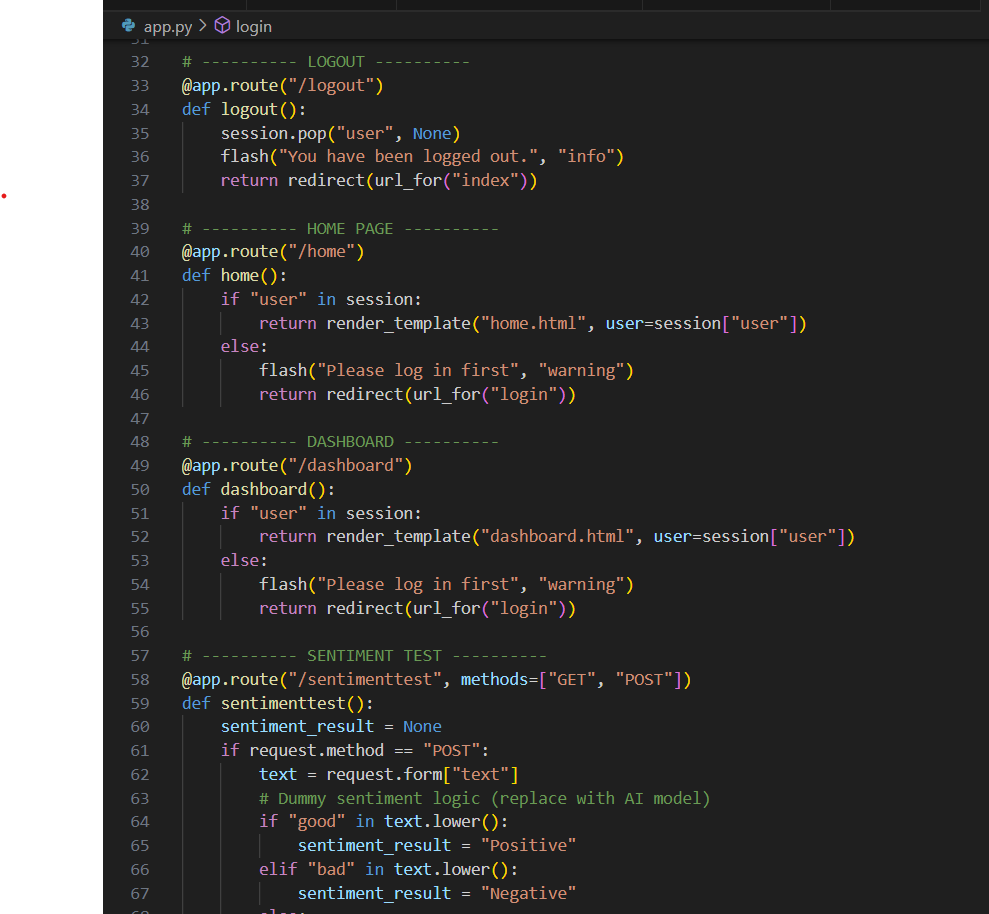 app.py > login
31
32 # ---------- LOGOUT ----------
33 @app.route("/logout")
34 def logout():
35     session.pop("user", None)
36     flash("You have been logged out.", "info")
37     return redirect(url_for("index"))
38
39 # ---------- HOME PAGE ----------
40 @app.route("/home")
41 def home():
42     if "user" in session:
43         return render_template("home.html", user=session["user"])
44     else:
45         flash("Please log in first", "warning")
46         return redirect(url_for("login"))
47
48 # ---------- DASHBOARD ----------
49 @app.route("/dashboard")
50 def dashboard():
51     if "user" in session:
52         return render_template("dashboard.html", user=session["user"])
53     else:
54         flash("Please log in first", "warning")
55         return redirect(url_for("login"))
56
57 # ---------- SENTIMENT TEST ----------
58 @app.route("/sentimenttest", methods=["GET", "POST"])
59 def sentimenttest():
60     sentiment_result = None
61     if request.method == "POST":
62         text = request.form["text"]
63         # Dummy sentiment logic (replace with AI model)
64         if "good" in text.lower():
65             sentiment_result = "Positive"
66         elif "bad" in text.lower():
67             sentiment_result = "Negative"
68         else: